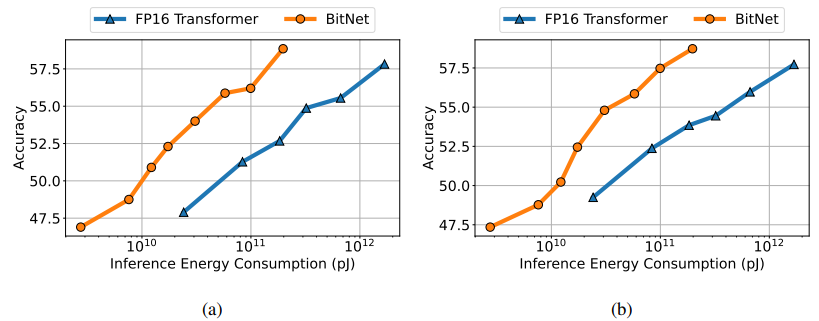 FP16 Transformer BitNet
57.5
55.0
52.5
50.0
47.5
Accuracy
10^10 10^11 10^12
Inference Energy Consumption (pJ)
(a)
FP16 Transformer BitNet
57.5
55.0
52.5
50.0
47.5
Accuracy
10^10 10^11 10^12
Inference Energy Consumption (pJ)
(b)